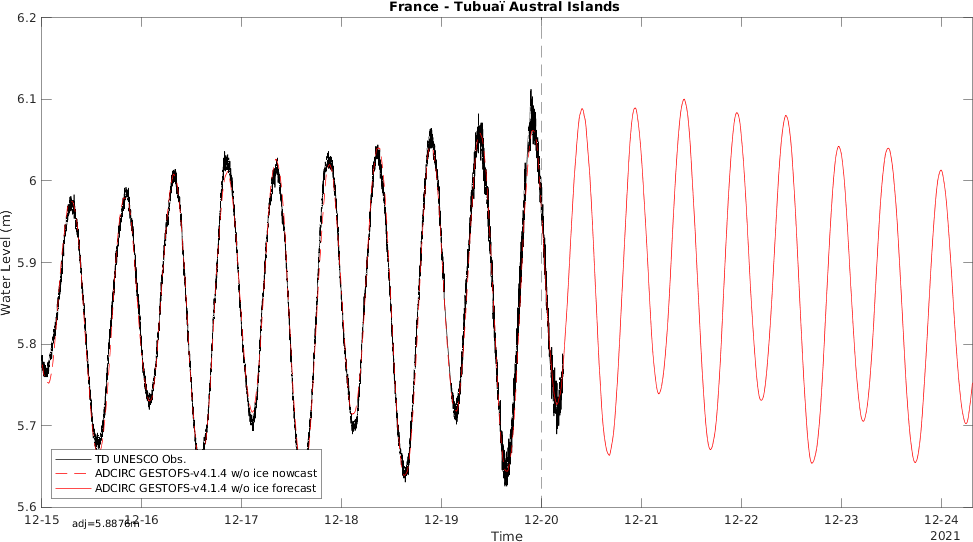 France - Tubuaï Austral Islands
6.2
6.1
6
5.9
5.8
5.7
5.6
Water Level (m)
TD UNESCO Obs.
ADCIRC GESTOFS-v4.1.4 w/o ice nowcast
ADCIRC GESTOFS-v4.1.4 w/o ice forecast
12-15 12-16 12-17 12-18 12-19 12-20 12-21 12-22 12-23 12-24
adj=5.8876m
Time
2021